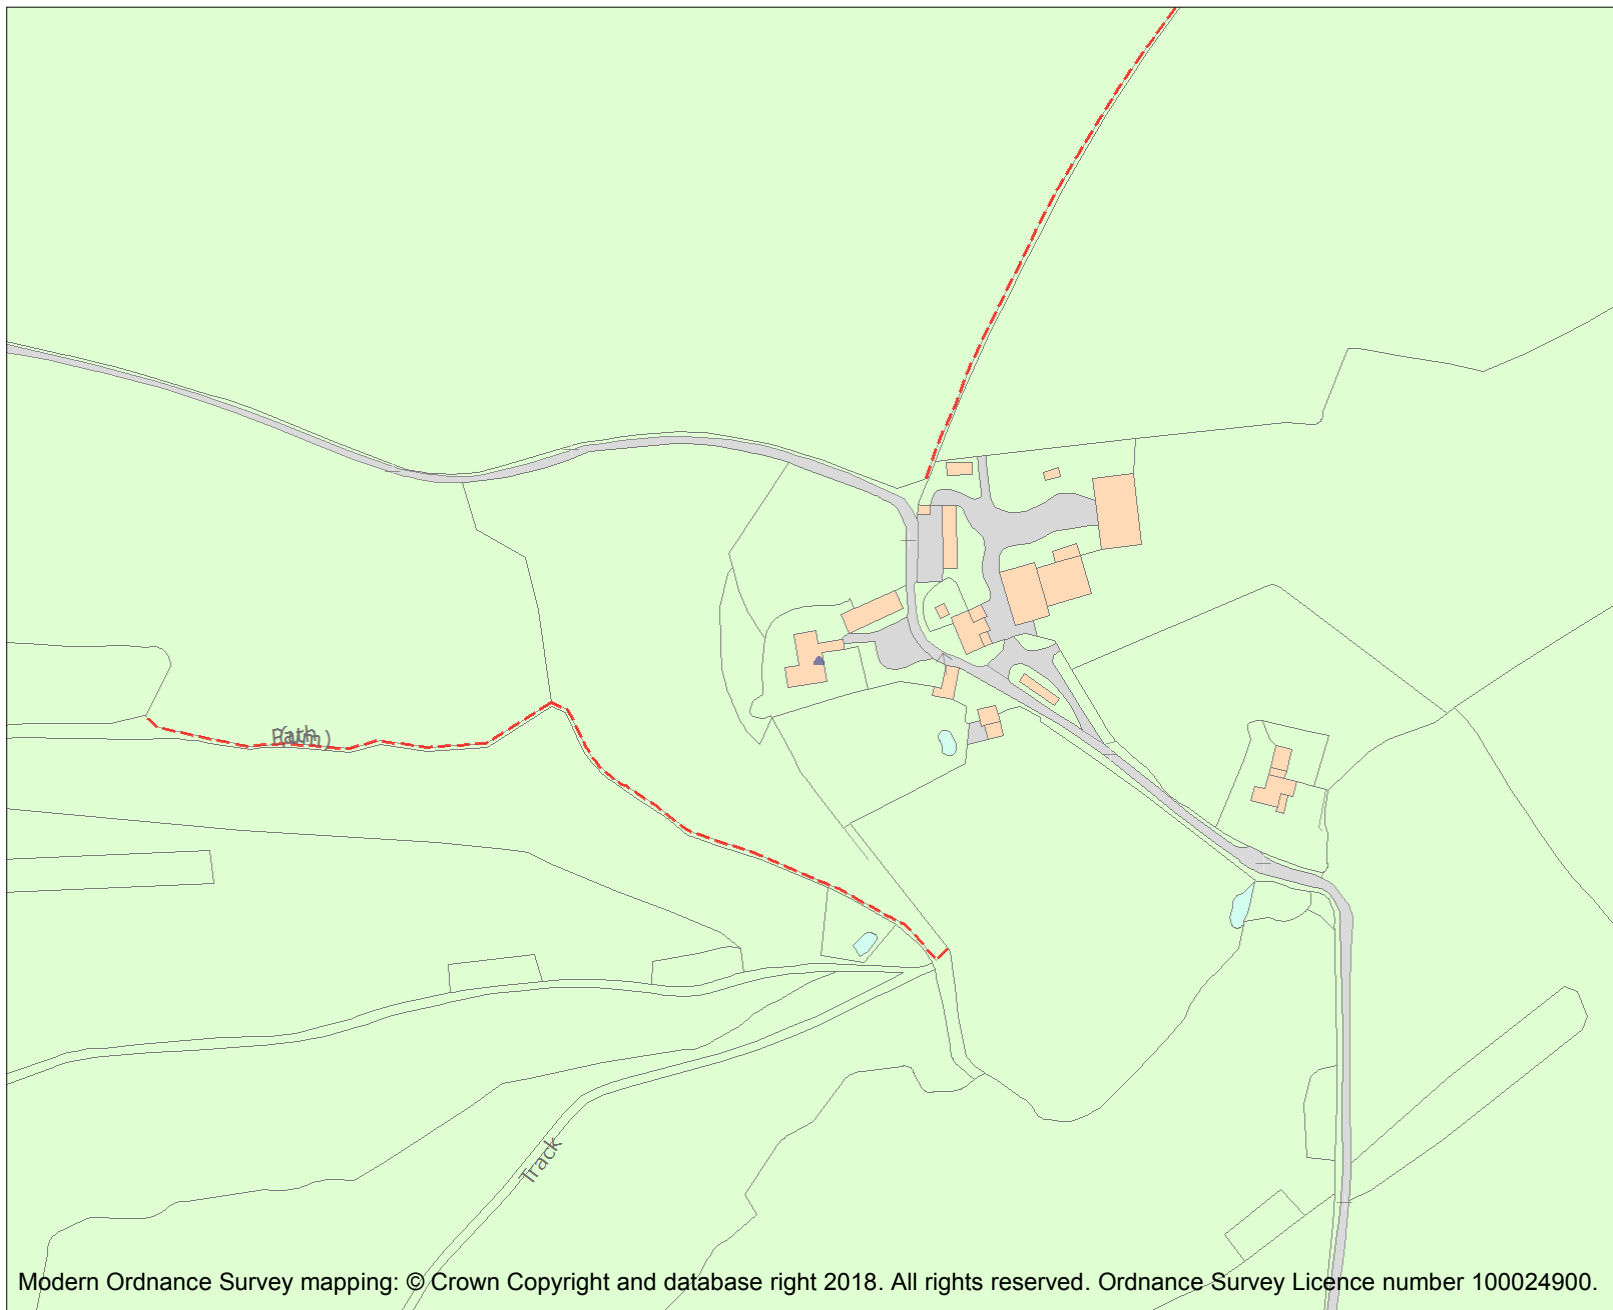 Path
(um)
Track
Modern Ordnance Survey mapping: © Crown Copyright and database right 2018. All rights reserved. Ordnance Survey Licence number 100024900.